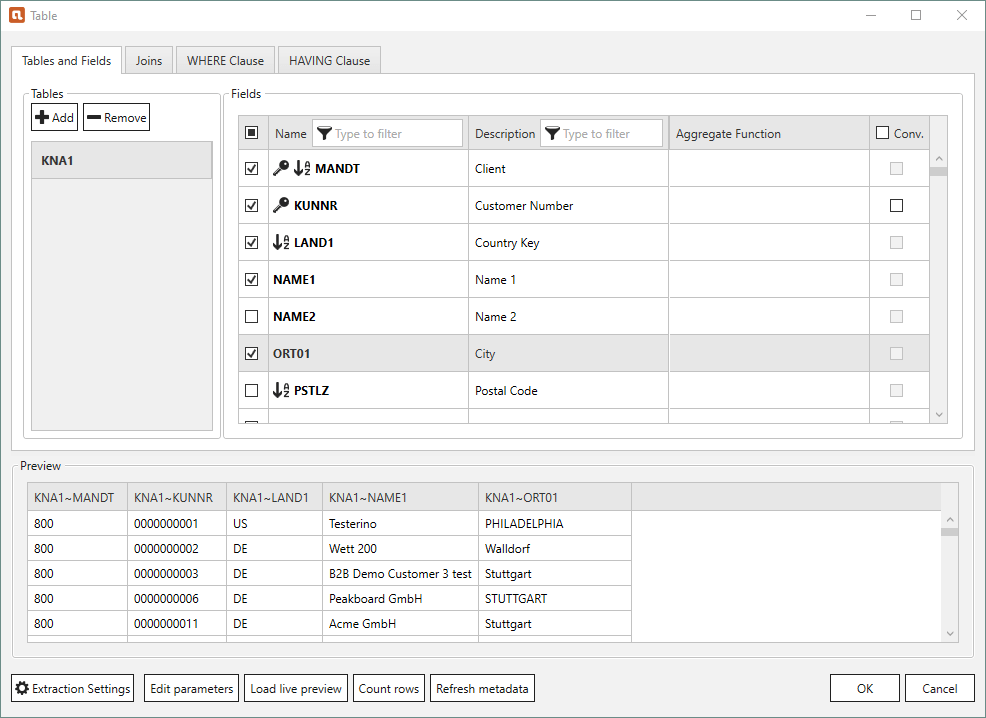 Table
Tables and Fields Joins WHERE Clause HAVING Clause
Tables
Add Remove
KNA1
Fields
Name Type to filter Description Type to filter Aggregate Function Conv.
MANDT Client
KUNNR Customer Number
LAND1 Country Key
NAME1 Name 1
NAME2 Name 2
ORT01 City
PSTLZ Postal Code
Preview
KNA1~MANDT KNA1~KUNNR KNA1~LAND1 KNA1~NAME1 KNA1~ORT01
800 0000000001 US Testerino PHILADELPHIA
800 0000000002 DE Wett 200 Walldorf
800 0000000003 DE B2B Demo Customer 3 test Stuttgart
800 0000000006 DE Peakboard GmbH STUTTGART
800 0000000011 DE Acme GmbH Stuttgart
Extraction Settings Edit parameters Load live preview Count rows Refresh metadata OK Cancel